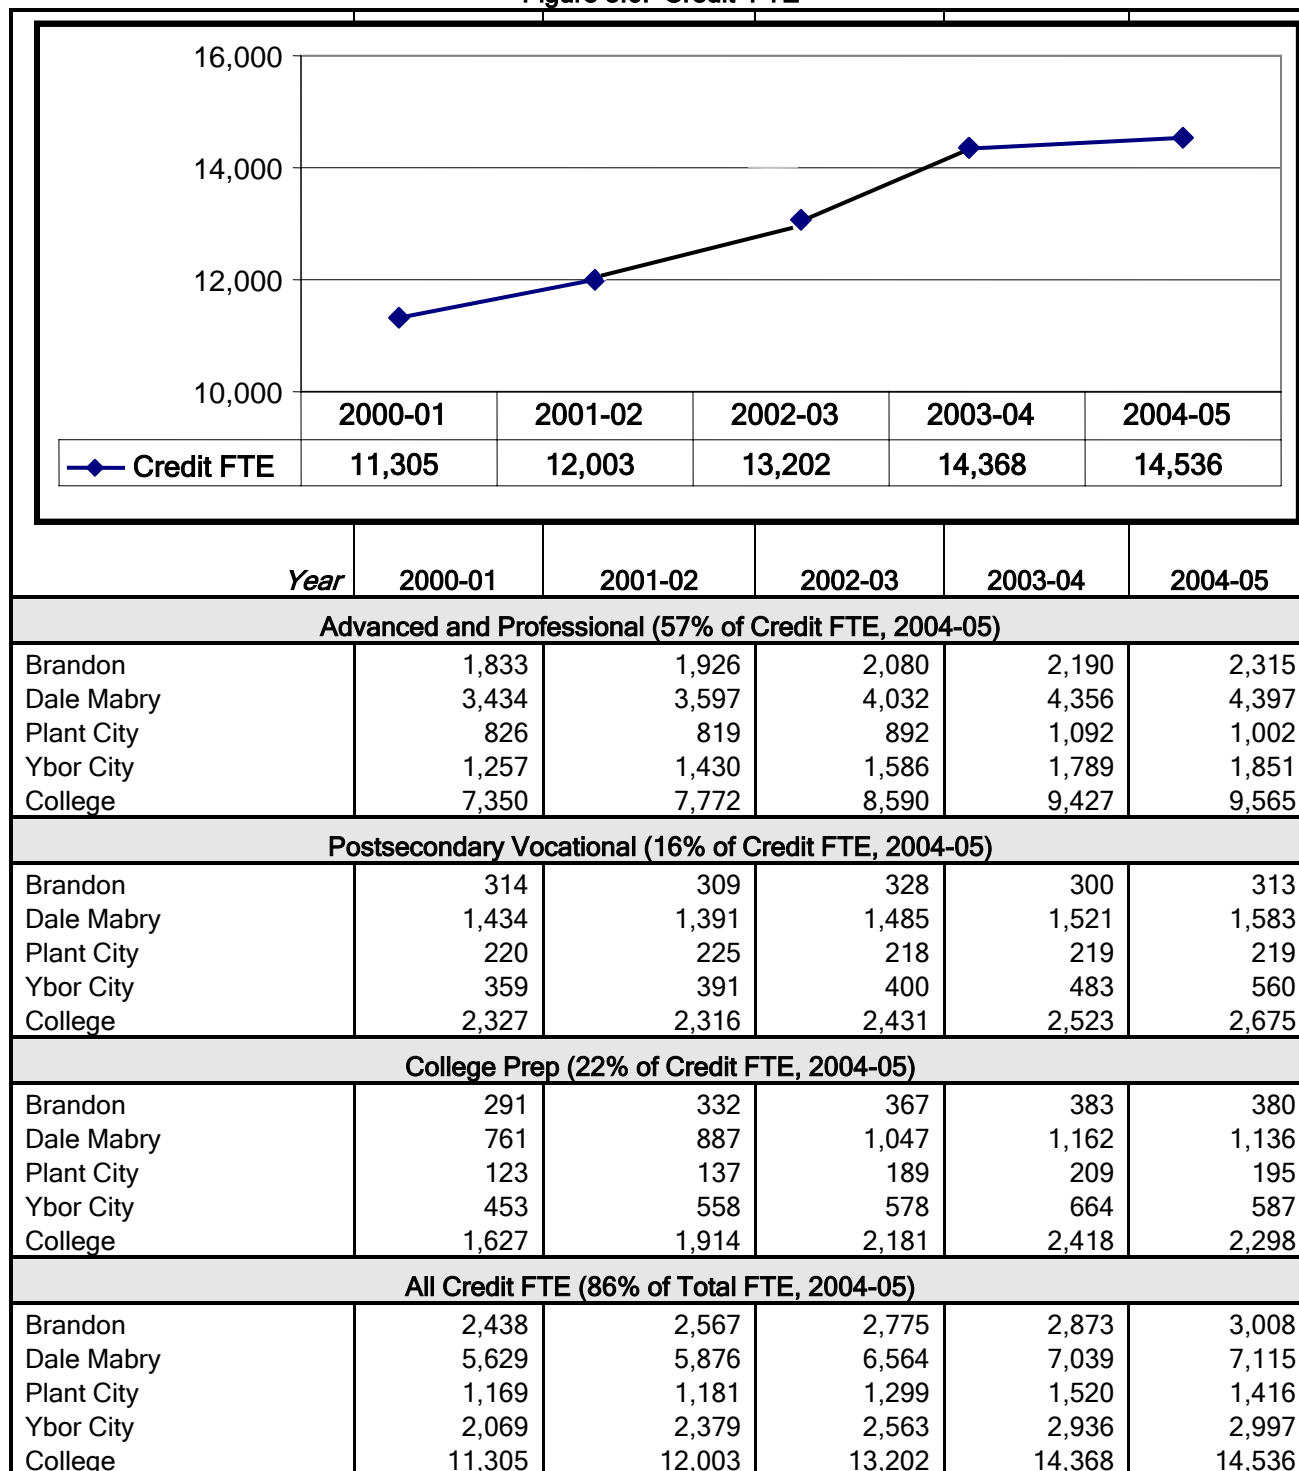 16,000
14,000
12,000
10,000
2000-01 2001-02 2002-03 2003-04 2004-05
Credit FTE 11,305 12,003 13,202 14,368 14,536
Year 2000-01 2001-02 2002-03 2003-04 2004-05
Advanced and Professional (57% of Credit FTE, 2004-05)
Brandon 1,833 1,926 2,080 2,190 2,315
Dale Mabry 3,434 3,597 4,032 4,356 4,397
Plant City 826 819 892 1,092 1,002
Ybor City 1,257 1,430 1,586 1,789 1,851
College 7,350 7,772 8,590 9,427 9,565
Postsecondary Vocational (16% of Credit FTE, 2004-05)
Brandon 314 309 328 300 313
Dale Mabry 1,434 1,391 1,485 1,521 1,583
Plant City 220 225 218 219 219
Ybor City 359 391 400 483 560
College 2,327 2,316 2,431 2,523 2,675
College Prep (22% of Credit FTE, 2004-05)
Brandon 291 332 367 383 380
Dale Mabry 761 887 1,047 1,162 1,136
Plant City 123 137 189 209 195
Ybor City 453 558 578 664 587
College 1,627 1,914 2,181 2,418 2,298
All Credit FTE (86% of Total FTE, 2004-05)
Brandon 2,438 2,567 2,775 2,873 3,008
Dale Mabry 5,629 5,876 6,564 7,039 7,115
Plant City 1,169 1,181 1,299 1,520 1,416
Ybor City 2,069 2,379 2,563 2,936 2,997
College 11,305 12,003 13,202 14,368 14,536